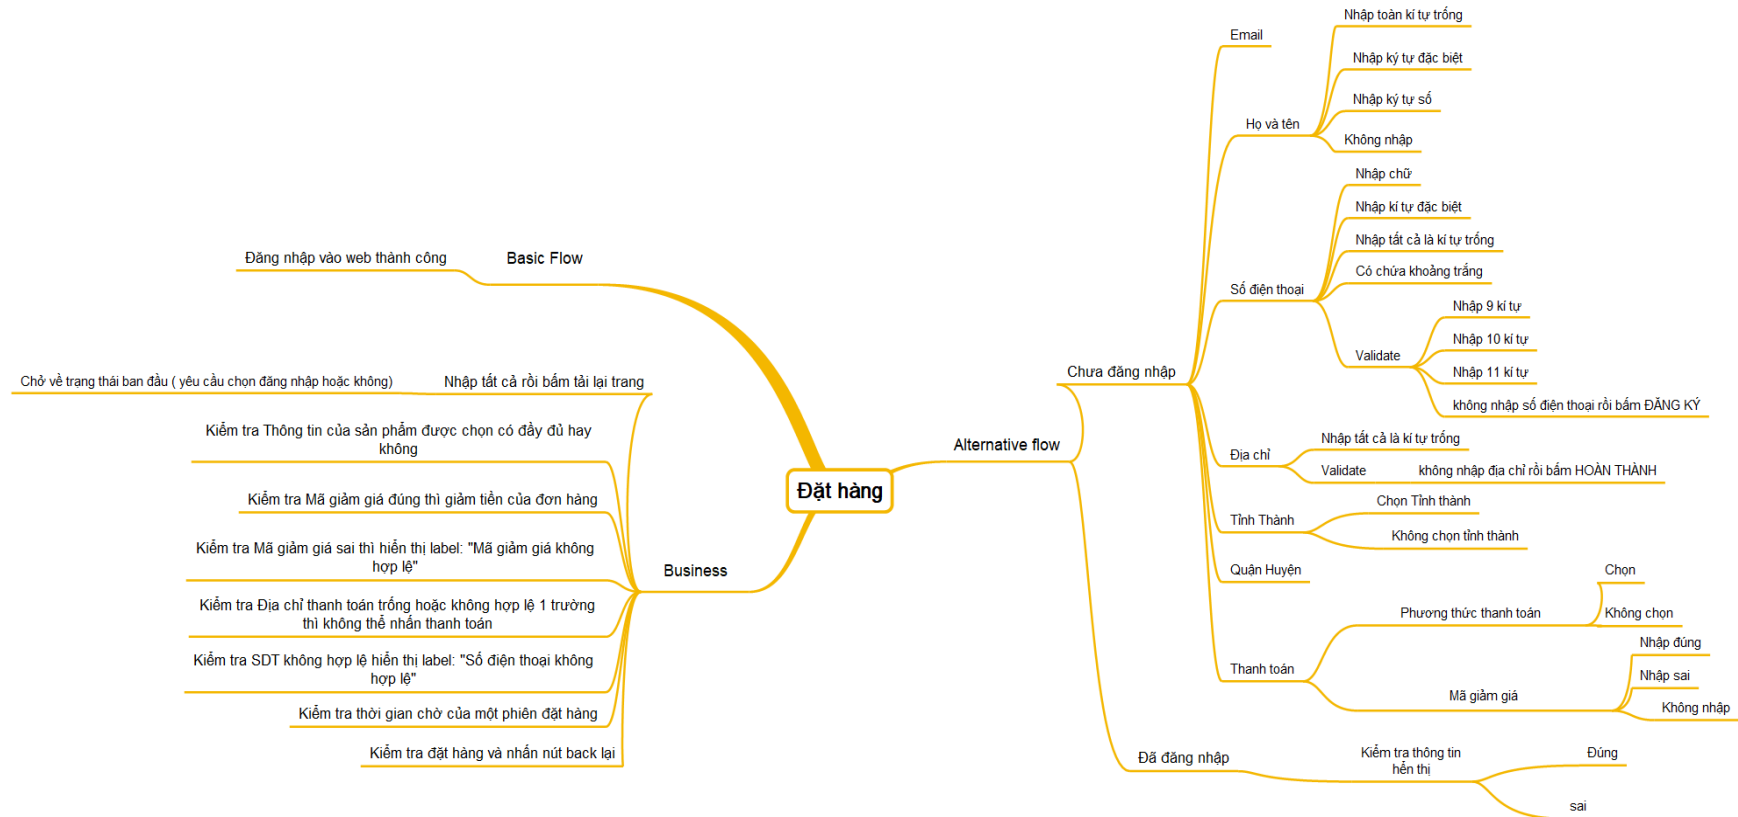 Đặt hàng
Basic Flow
Đăng nhập vào web thành công
Business
Nhập tất cả rồi bấm tải lại trang
Chở về trạng thái ban đầu ( yêu cầu chọn đăng nhập hoặc không)
Kiểm tra Thông tin của sản phẩm được chọn có đầy đủ hay
không
Kiểm tra Mã giảm giá đúng thì giảm tiền của đơn hàng
Kiểm tra Mã giảm giá sai thì hiển thị label: "Mã giảm giá không
hợp lệ"
Kiểm tra Địa chỉ thanh toán trống hoặc không hợp lệ 1 trường
thì không thể nhấn thanh toán
Kiểm tra SDT không hợp lệ hiển thị label: "Số điện thoại không
hợp lệ"
Kiểm tra thời gian chờ của một phiên đặt hàng
Kiểm tra đặt hàng và nhấn nút back lại
Alternative flow
Chưa đăng nhập
Email
Họ và tên
Nhập toàn kí tự trống
Nhập ký tự đặc biệt
Nhập ký tự số
Không nhập
Số điện thoại
Nhập chữ
Nhập kí tự đặc biệt
Nhập tất cả là kí tự trống
Có chứa khoảng trắng
Validate
Nhập 9 kí tự
Nhập 10 kí tự
Nhập 11 kí tự
không nhập số điện thoại rồi bấm ĐĂNG KÝ
Địa chỉ
Nhập tất cả là kí tự trống
Validate
không nhập địa chỉ rồi bấm HOÀN THÀNH
Tỉnh Thành
Chọn Tỉnh thành
Không chọn tỉnh thành
Quận Huyện
Thanh toán
Phương thức thanh toán
Chọn
Không chọn
Mã giảm giá
Nhập đúng
Nhập sai
Không nhập
Đã đăng nhập
Kiểm tra thông tin
hển thị
Đúng
sai